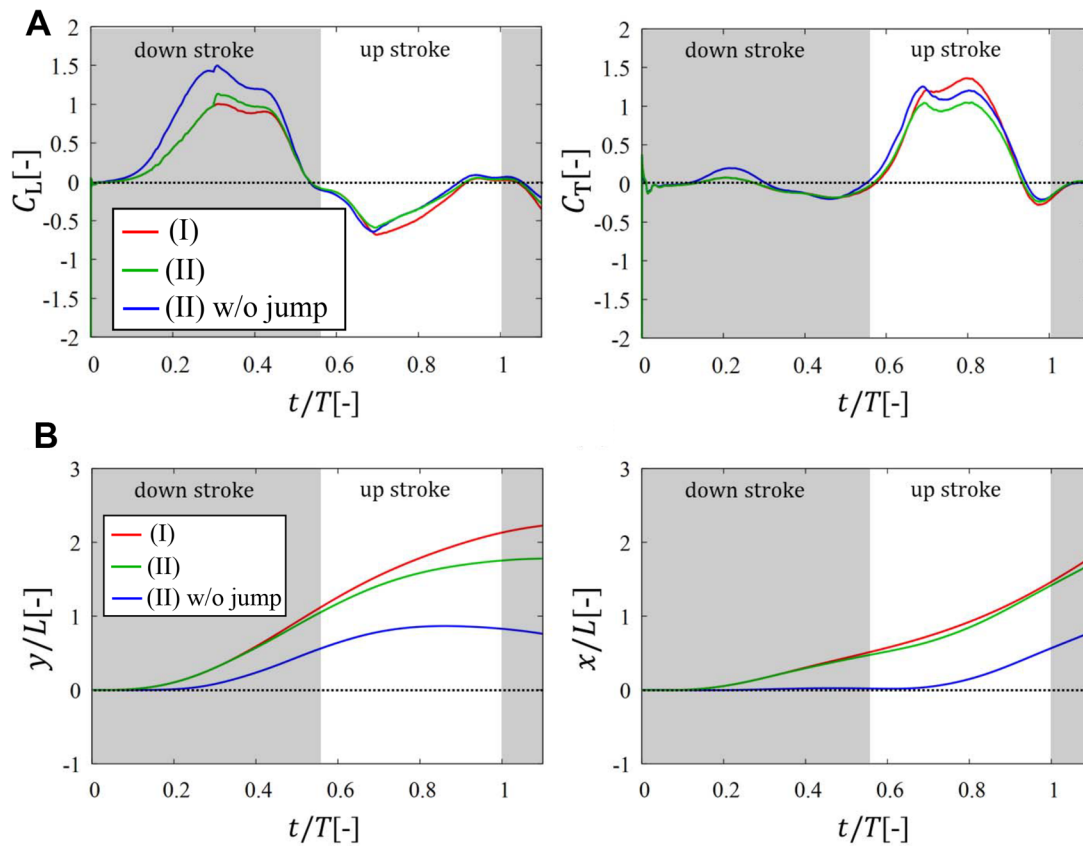 A
down stroke
up stroke
C_L[-]
2
1.5
1
0.5
0
-0.5
-1
-1.5
-2
(I)
(II)
(II) w/o jump
0 0.2 0.4 0.6 0.8 1
t/T[-]
down stroke
up stroke
C_T[-]
2
1.5
1
0.5
0
-0.5
-1
-1.5
-2
0 0.2 0.4 0.6 0.8 1
t/T[-]
B
down stroke
up stroke
y/L[-]
3
2
1
0
-1
(I)
(II)
(II) w/o jump
0 0.2 0.4 0.6 0.8 1
t/T[-]
down stroke
up stroke
x/L[-]
3
2
1
0
-1
0 0.2 0.4 0.6 0.8 1
t/T[-]